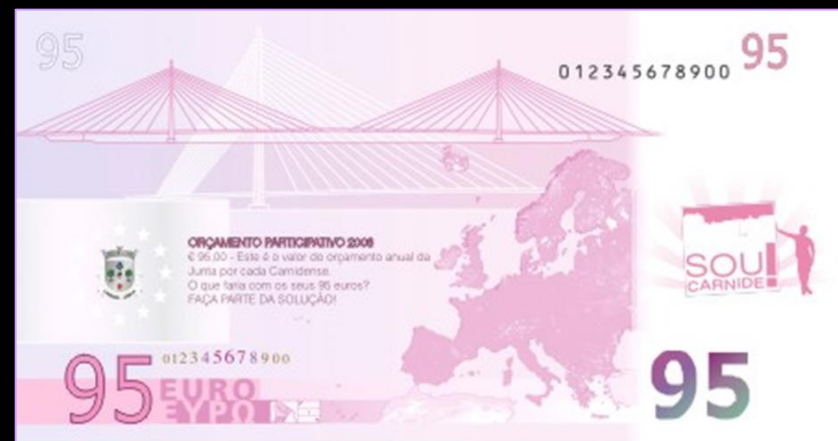 95
012345678900 95
ORÇAMENTO PARTICIPATIVO 2008
€ 95,00 - Este é o valor do orçamento anual da
Junta por cada Carnidense.
O que faria com os seus 95 euros?
FAÇA PARTE DA SOLUÇÃO!
SOU!
CARNIDE
012345678900
95 EURO
ΕΥΡΩ
95